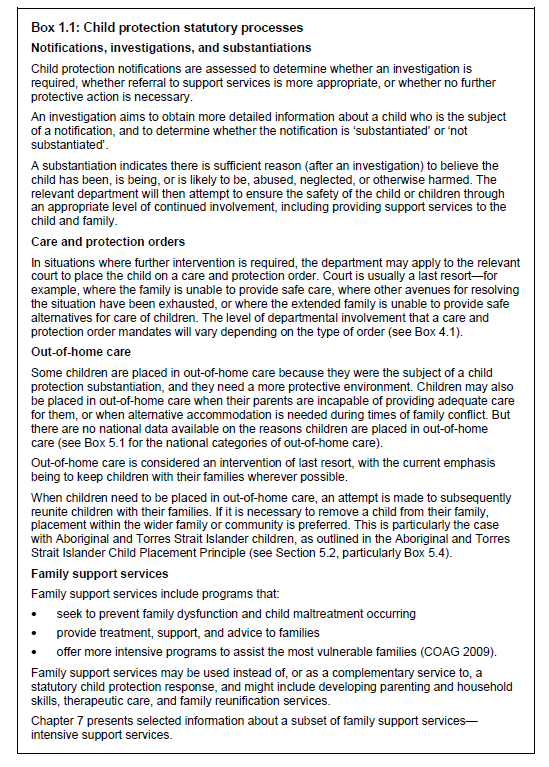 Box 1.1: Child protection statutory processes
Notifications, investigations, and substantiations
Child protection notifications are assessed to determine whether an investigation is
required, whether referral to support services is more appropriate, or whether no further
protective action is necessary.
An investigation aims to obtain more detailed information about a child who is the subject
of a notification, and to determine whether the notification is ‘substantiated’ or ‘not
substantiated’.
A substantiation indicates there is sufficient reason (after an investigation) to believe the
child has been, is being, or is likely to be, abused, neglected, or otherwise harmed. The
relevant department will then attempt to ensure the safety of the child or children through
an appropriate level of continued involvement, including providing support services to the
child and family.
Care and protection orders
In situations where further intervention is required, the department may apply to the relevant
court to place the child on a care and protection order. Court is usually a last resort—for
example, where the family is unable to provide safe care, where other avenues for resolving
the situation have been exhausted, or where the extended family is unable to provide safe
alternatives for care of children. The level of departmental involvement that a care and
protection order mandates will vary depending on the type of order (see Box 4.1).
Out-of-home care
Some children are placed in out-of-home care because they were the subject of a child
protection substantiation, and they need a more protective environment. Children may also
be placed in out-of-home care when their parents are incapable of providing adequate care
for them, or when alternative accommodation is needed during times of family conflict. But
there are no national data available on the reasons children are placed in out-of-home
care (see Box 5.1 for the national categories of out-of-home care).
Out-of-home care is considered an intervention of last resort, with the current emphasis
being to keep children with their families wherever possible.
When children need to be placed in out-of-home care, an attempt is made to subsequently
reunite children with their families. If it is necessary to remove a child from their family,
placement within the wider family or community is preferred. This is particularly the case
with Aboriginal and Torres Strait Islander children, as outlined in the Aboriginal and Torres
Strait Islander Child Placement Principle (see Section 5.2, particularly Box 5.4).
Family support services
Family support services include programs that:
• seek to prevent family dysfunction and child maltreatment occurring
• provide treatment, support, and advice to families
• offer more intensive programs to assist the most vulnerable families (COAG 2009).
Family support services may be used instead of, or as a complementary service to, a
statutory child protection response, and might include developing parenting and household
skills, therapeutic care, and family reunification services.
Chapter 7 presents selected information about a subset of family support services—
intensive support services.